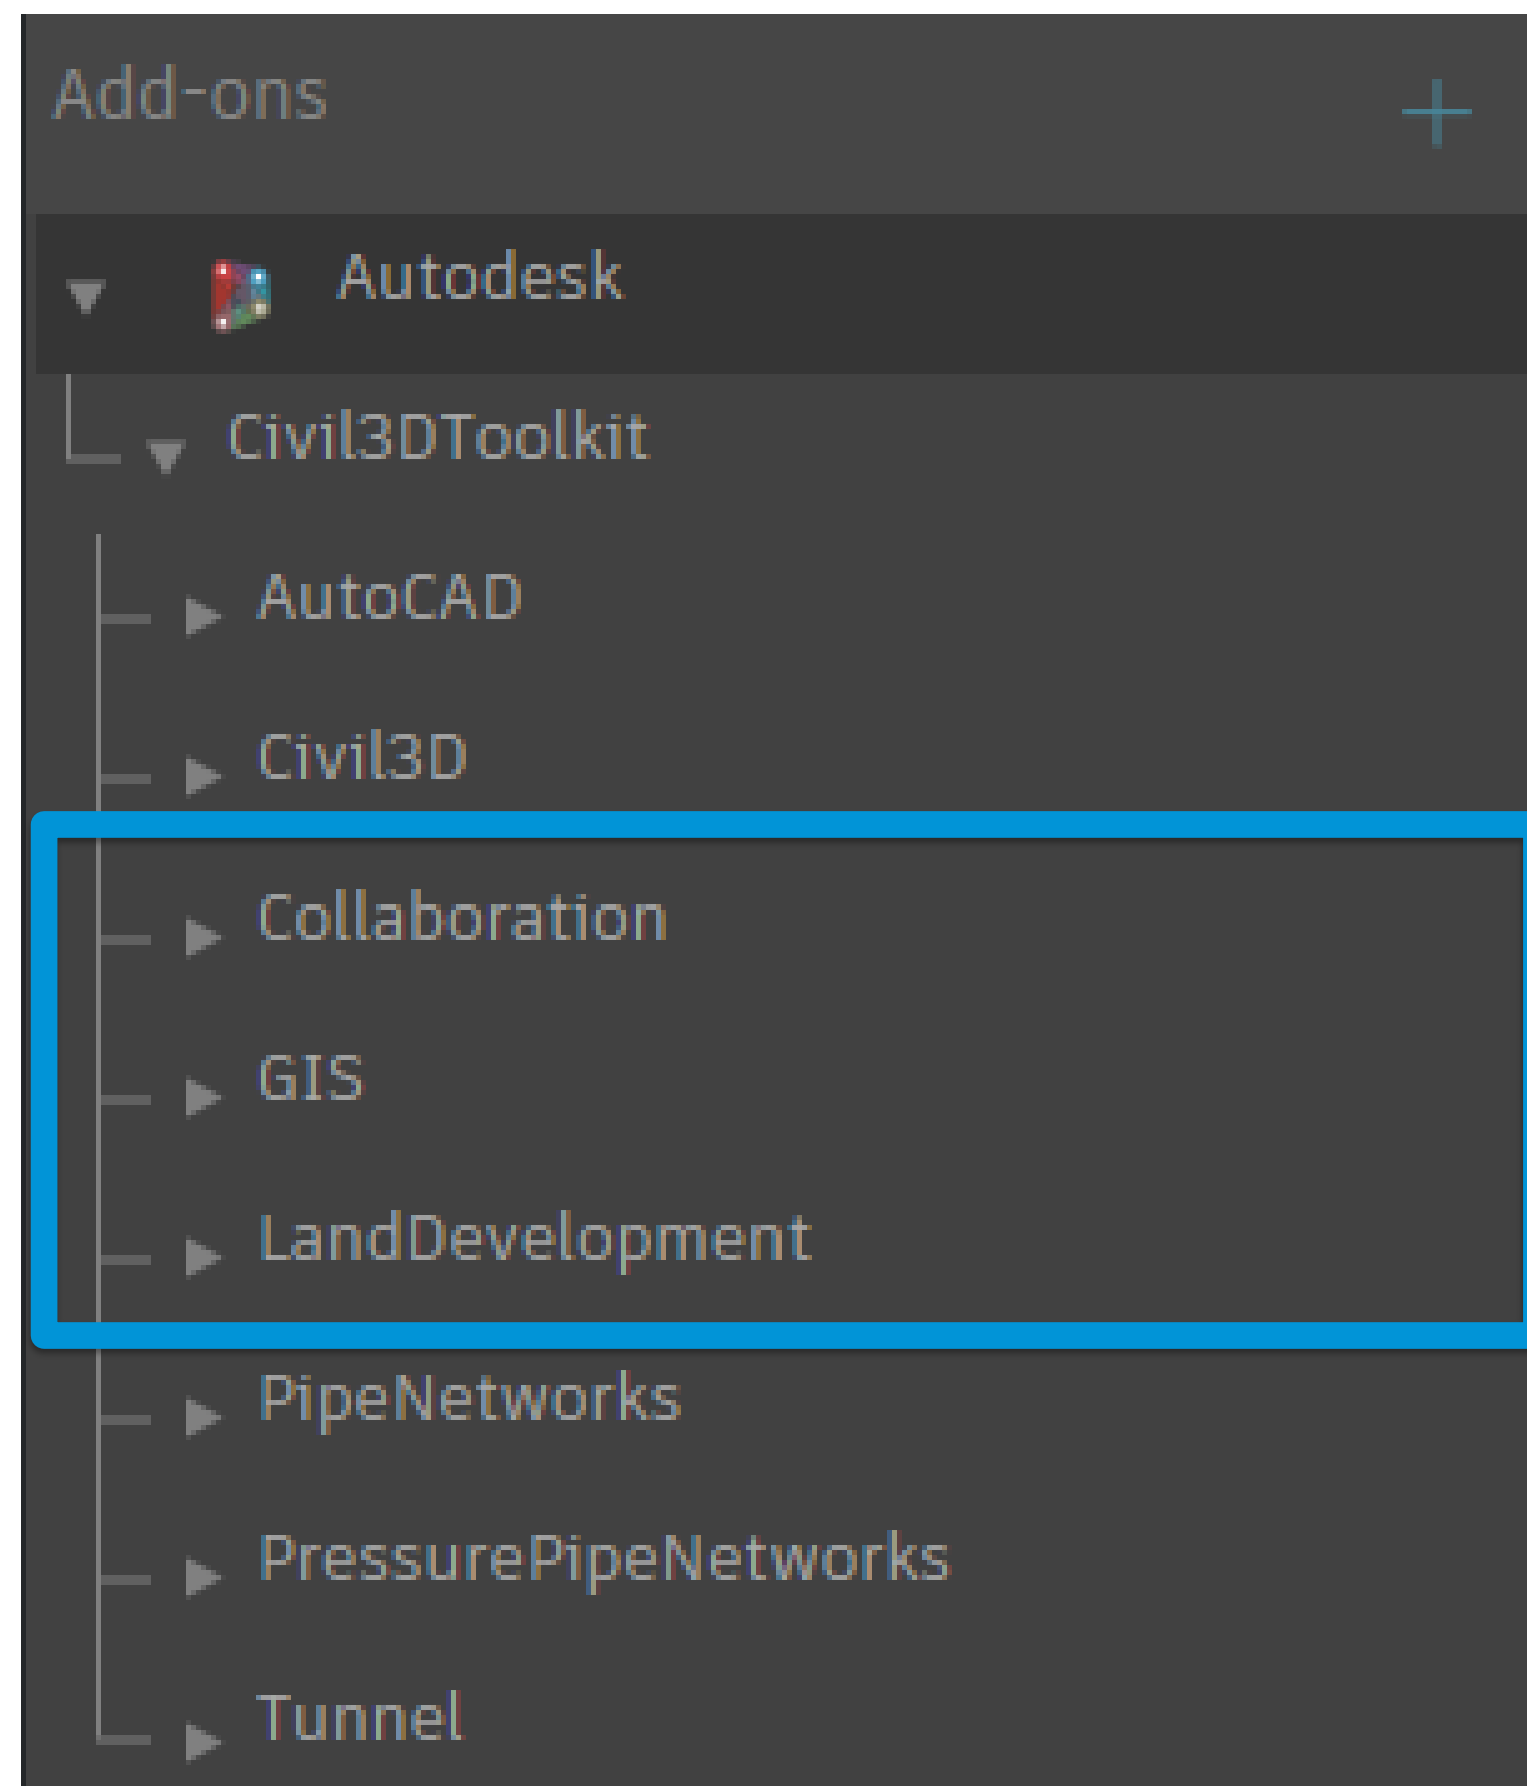 Add-ons
Autodesk
Civil3DToolkit
AutoCAD
Civil3D
Collaboration
GIS
LandDevelopment
PipeNetworks
PressurePipeNetworks
Tunnel